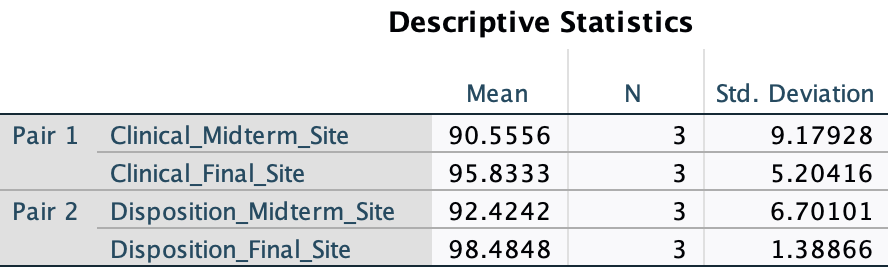 Descriptive Statistics
Mean N Std. Deviation
Pair 1 Clinical_Midterm_Site 90.5556 3 9.17928
Clinical_Final_Site 95.8333 3 5.20416
Pair 2 Disposition_Midterm_Site 92.4242 3 6.70101
Disposition_Final_Site 98.4848 3 1.38866